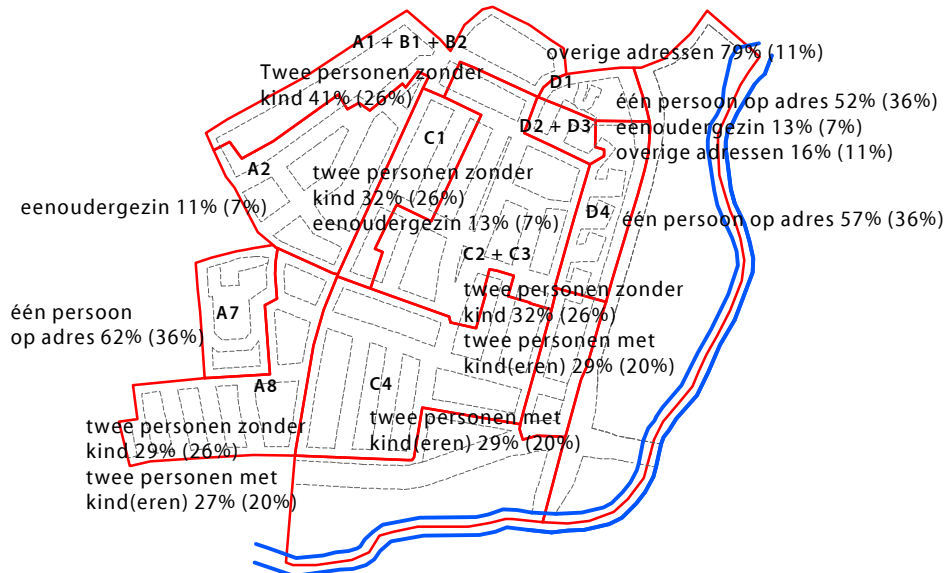 A1 + B1 + B2
Twee personen zonder
kind 41% (26%)
overige adressen 79% (11%)
D1
één persoon op adres 52% (36%)
eenoudergezin 13% (7%)
overige adressen 16% (11%)
D2 + D3
C1
twee personen zonder
kind 32% (26%)
eenoudergezin 13% (7%)
A2
eenoudergezin 11% (7%)
D4
één persoon op adres 57% (36%)
C2 + C3
twee personen zonder
kind 32% (26%)
twee personen met
kind(eren) 29% (20%)
A7
één persoon
op adres 62% (36%)
A8
twee personen zonder
kind 29% (26%)
twee personen met
kind(eren) 27% (20%)
C4
twee personen met
kind(eren) 29% (20%)